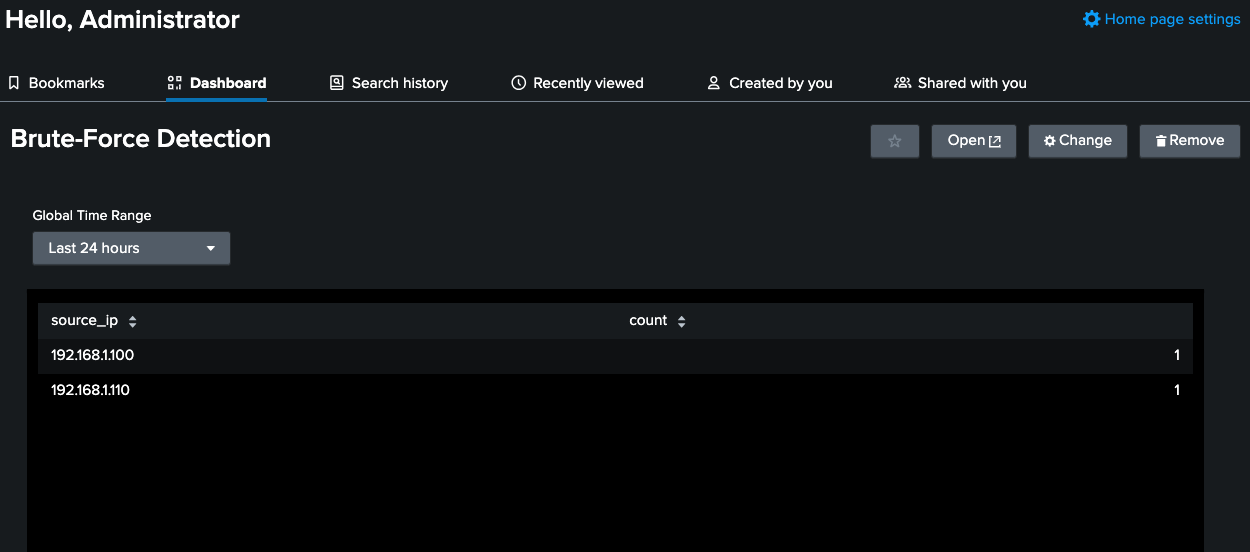 Hello, Administrator
Home page settings
Bookmarks Dashboard Search history Recently viewed Created by you Shared with you
Brute-Force Detection
Open Change Remove
Global Time Range
Last 24 hours
source_ip count
192.168.1.100 1
192.168.1.110 1